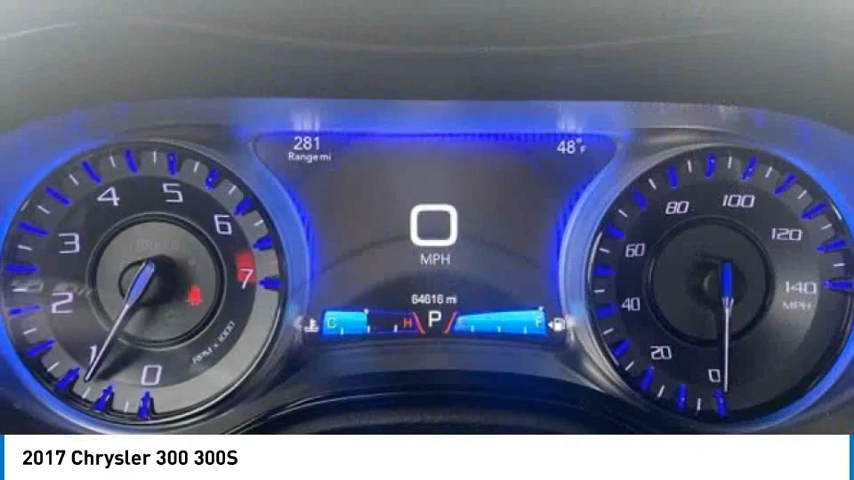 281
Range mi
48°F
4 5
3 6
2 7
1 0
RPM x 1000
0
MPH
64616 mi
C H P F
80 100
60 120
40 140
MPH
20
0
2017 Chrysler 300 300S